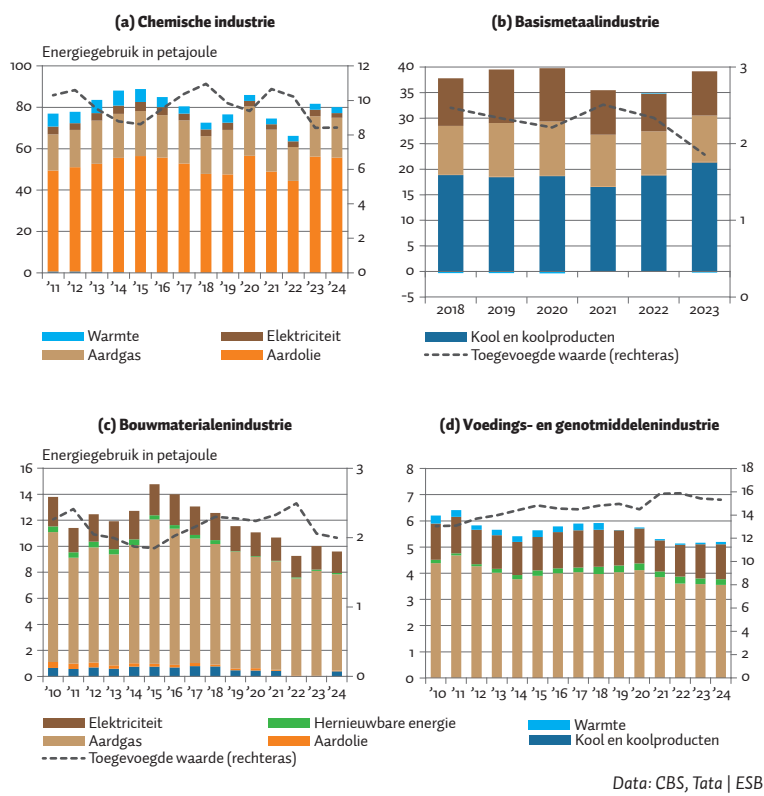 (a) Chemische industrie
Energiegebruik in petajoule
100 80 60 40 20 0
12 10 8 6 4 2 0
'11 '12 '13 '14 '15 '16 '17 '18 '19 '20 '21 '22 '23 '24
(b) Basismetaalindustrie
40 35 30 25 20 15 10 5 0 -5
3 2 1 0
2018 2019 2020 2021 2022 2023
Warmte Elektriciteit
Aardgas Aardolie
Kool en koolproducten
Toegevoegde waarde (rechteras)
(c) Bouwmaterialenindustrie
Energiegebruik in petajoule
16 14 12 10 8 6 4 2 0
3 2 1 0
'10 '11 '12 '13 '14 '15 '16 '17 '18 '19 '20 '21 '22 '23 '24
(d) Voedings- en genotmiddelenindustrie
8 7 6 5 4 3 2 1 0
18 16 14 12 10 8 6 4 2 0
'10 '11 '12 '13 '14 '15 '16 '17 '18 '19 '20 '21 '22 '23 '24
Elektriciteit Hernieuwbare energie Warmte
Aardgas Aardolie Kool en koolproducten
Toegevoegde waarde (rechteras)
Data: CBS, Tata | ESB